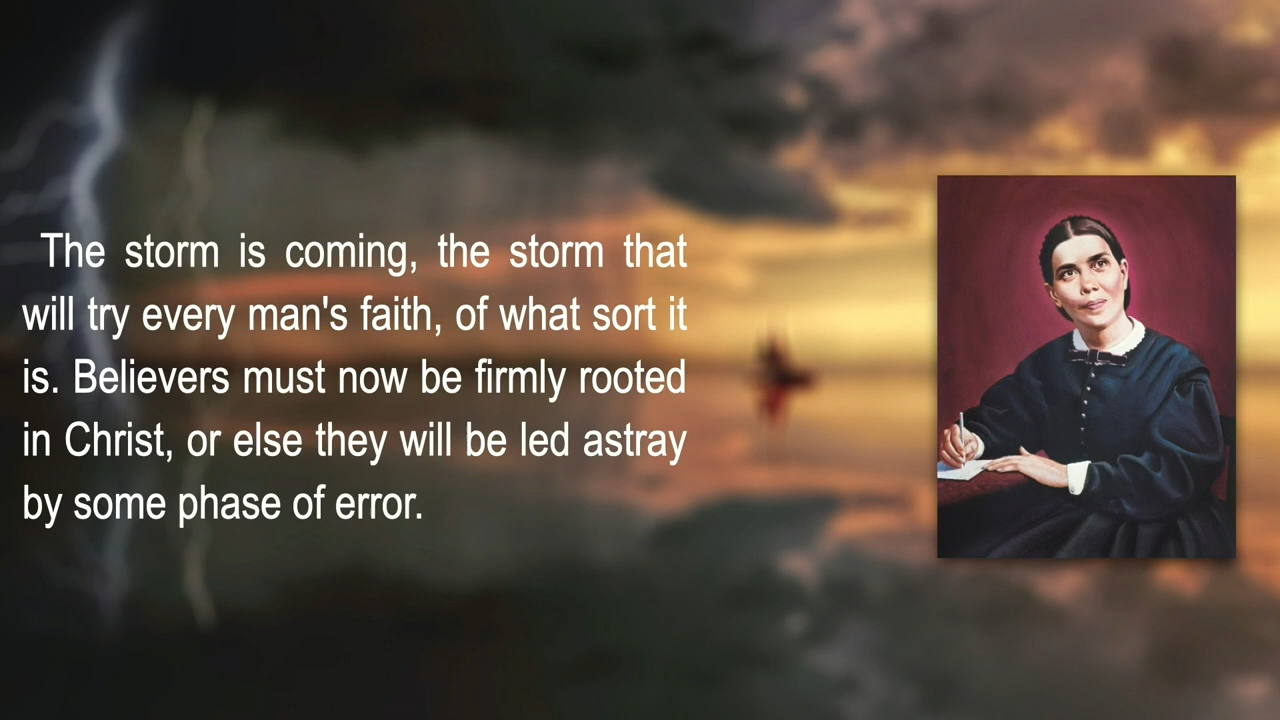 The storm is coming, the storm that
will try every man's faith, of what sort it
is. Believers must now be firmly rooted
in Christ, or else they will be led astray
by some phase of error.